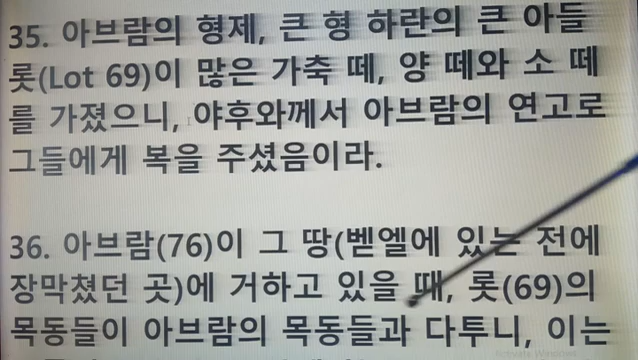 35. 아브람의 형제, 큰 형 하란의 큰 아들
롯(Lot 69)이 많은 가축 떼, 양 떼와 소 떼
를 가졌으니, 야후와께서 아브람의 연고로
그들에게 복을 주셨음이라.
36. 아브람(76)이 그 땅(벧엘에 있는 전에
장막쳤던 곳)에 거하고 있을 때, 롯(69)의
목동들이 아브람의 목동들과 다투니, 이는